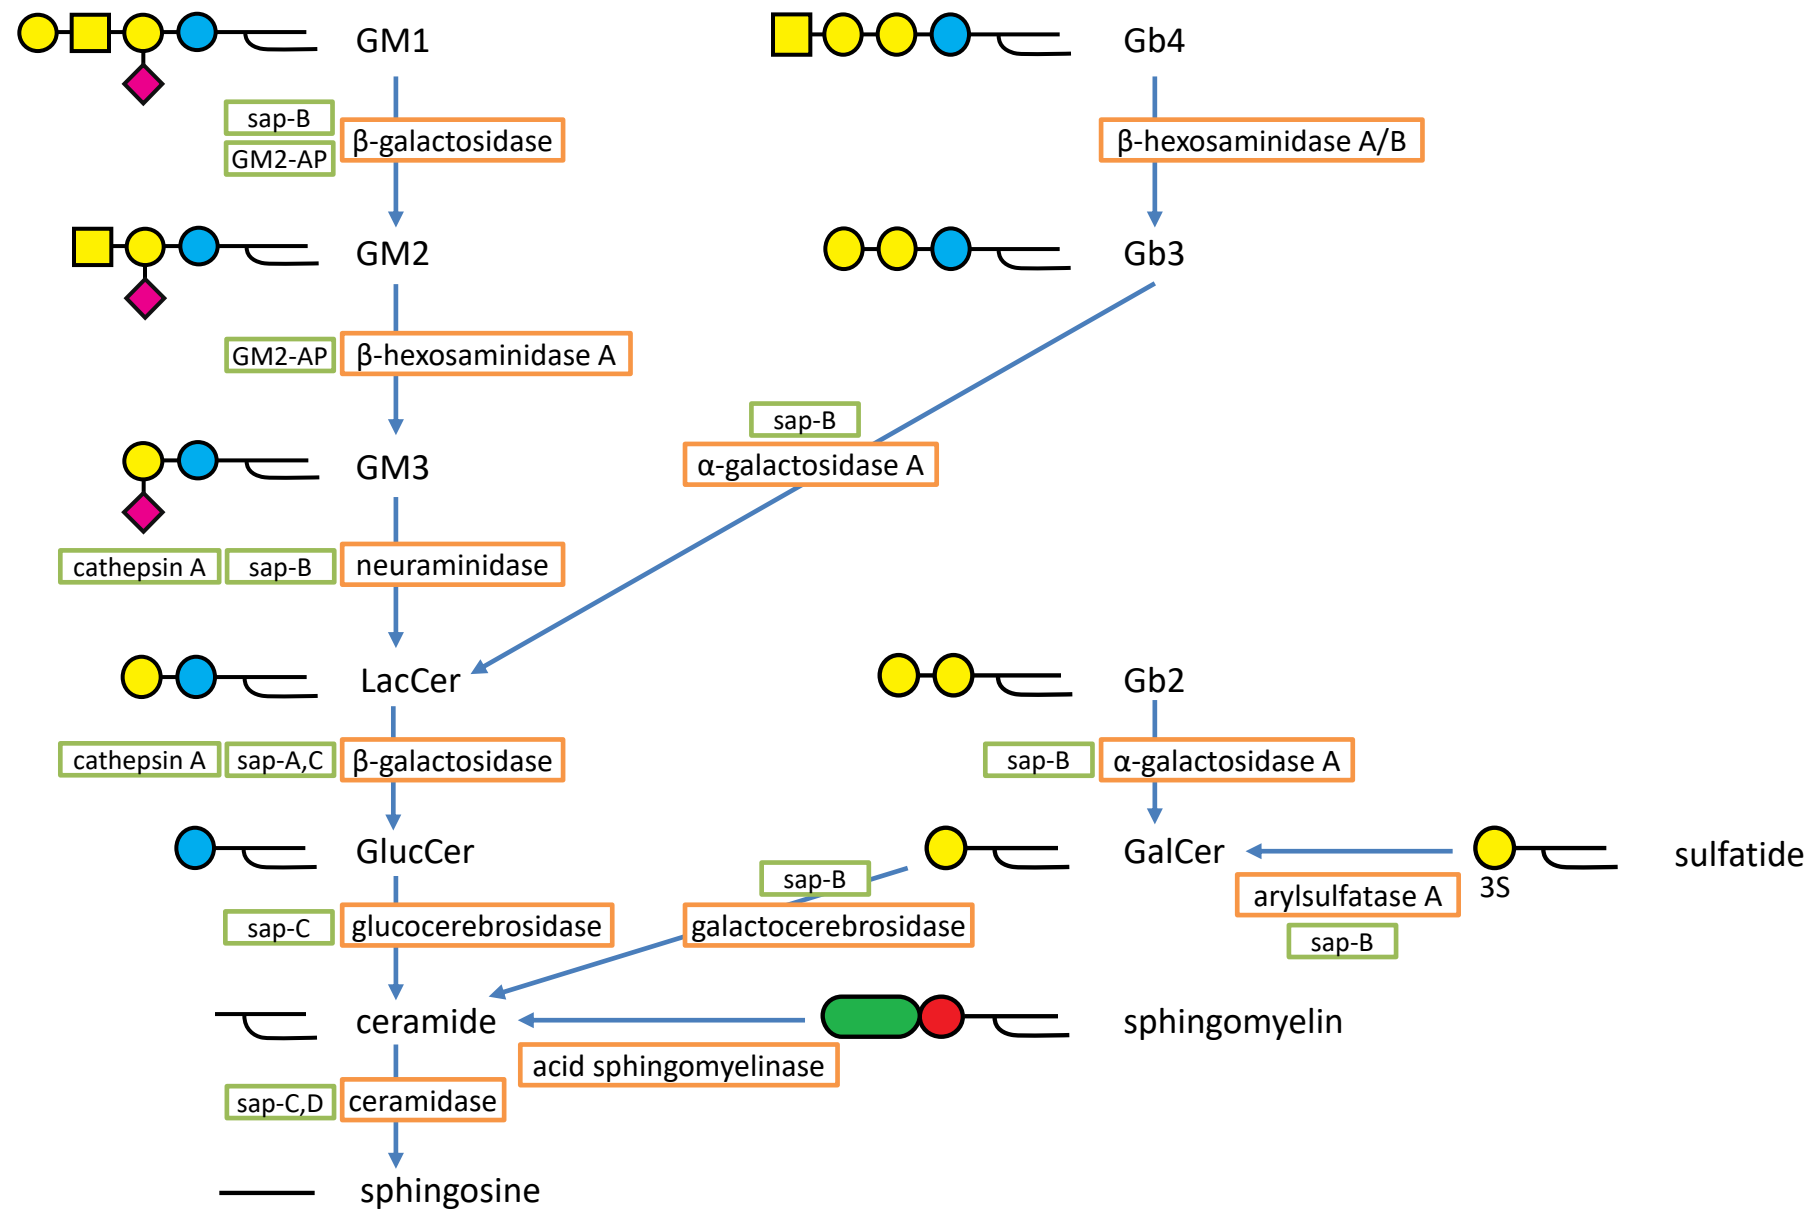 GM1
Gb4
sap-B
β-galactosidase
GM2-AP
β-hexosaminidase A/B
GM2
Gb3
GM2-AP
β-hexosaminidase A
sap-B
α-galactosidase A
GM3
cathepsin A
sap-B
neuraminidase
LacCer
Gb2
cathepsin A
sap-A,C
β-galactosidase
sap-B
α-galactosidase A
GlucCer
GalCer
sulfatide
3S
sap-B
arylsulfatase A
sap-C
glucocerebrosidase
galactocerebrosidase
sap-B
ceramide
sphingomyelin
acid sphingomyelinase
sap-C,D
ceramidase
sphingosine